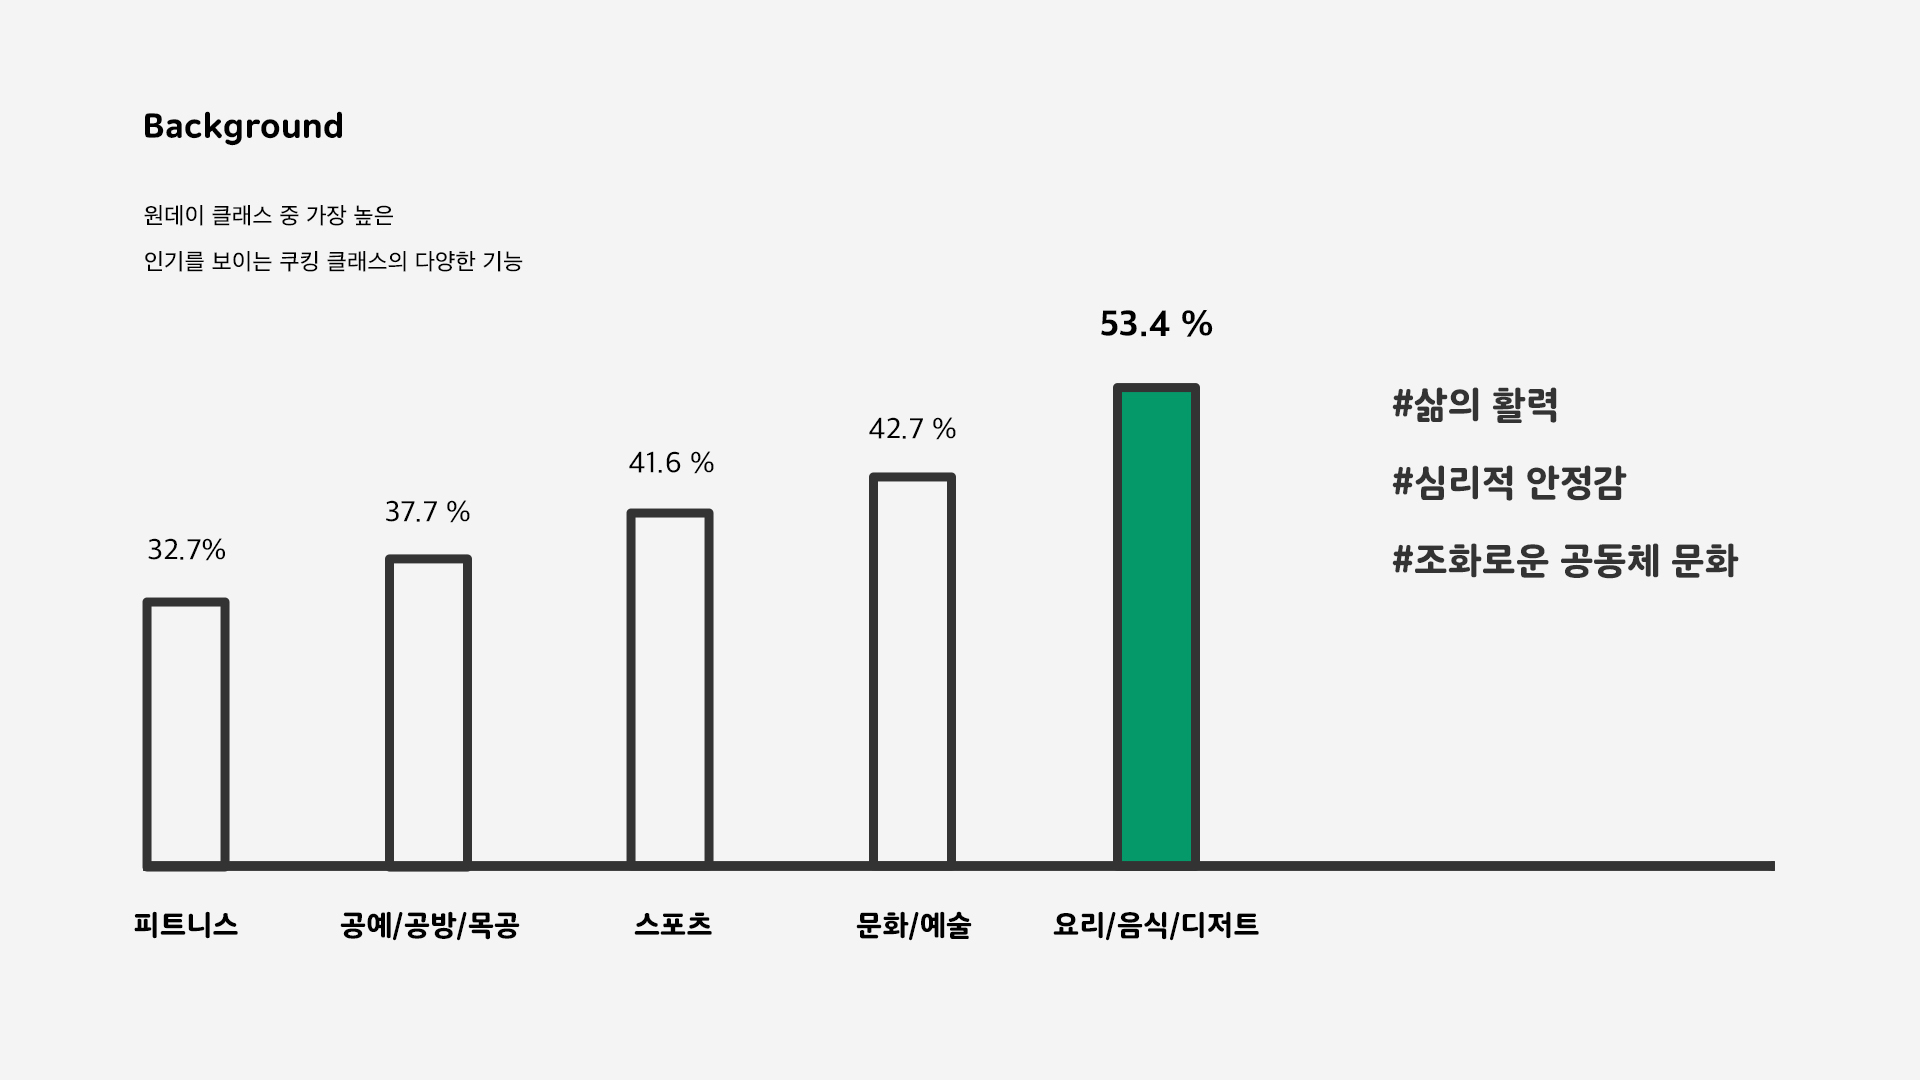 Background
원데이 클래스 중 가장 높은
인기를 보이는 쿠킹 클래스의 다양한 기능
32.7%
37.7 %
41.6 %
42.7 %
53.4 %
피트니스
공예/공방/목공
스포츠
문화/예술
요리/음식/디저트
#삶의 활력
#심리적 안정감
#조화로운 공동체 문화